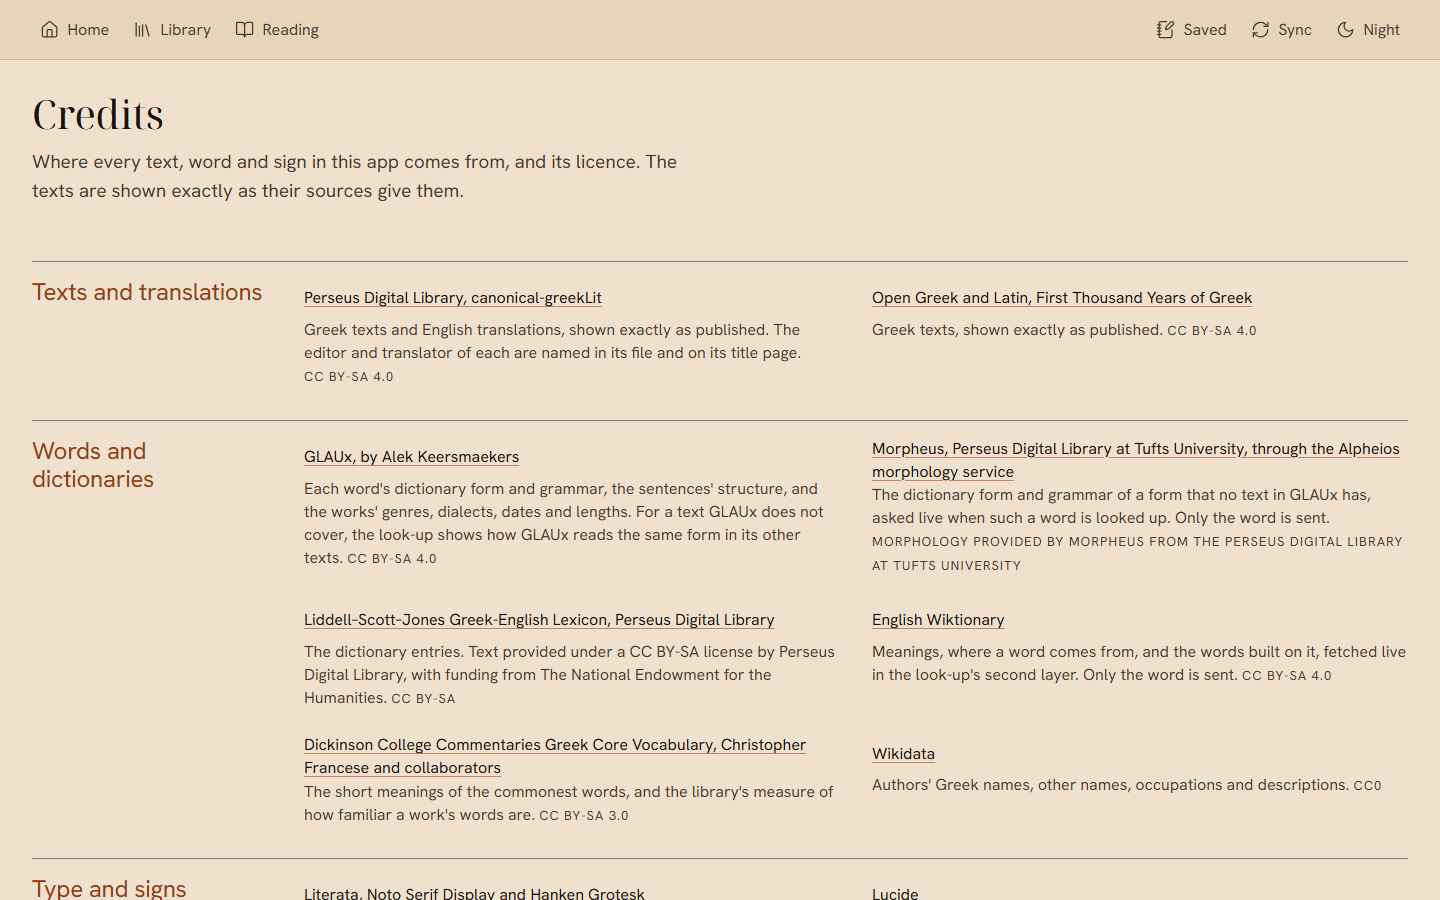 Home
Library
Reading
Saved
Sync
Night
Credits
Where every text, word and sign in this app comes from, and its licence. The
texts are shown exactly as their sources give them.
Texts and translations
Perseus Digital Library, canonical-greekLit
Greek texts and English translations, shown exactly as published. The
editor and translator of each are named in its file and on its title page.
CC BY-SA 4.0
Open Greek and Latin, First Thousand Years of Greek
Greek texts, shown exactly as published. CC BY-SA 4.0
Words and
dictionaries
GLAUx, by Alek Keersmaekers
Each word's dictionary form and grammar, the sentences' structure, and
the works' genres, dialects, dates and lengths. For a text GLAUx does not
cover, the look-up shows how GLAUx reads the same form in its other
texts. CC BY-SA 4.0
Morpheus, Perseus Digital Library at Tufts University, through the Alpheios
morphology service
The dictionary form and grammar of a form that no text in GLAUx has,
asked live when such a word is looked up. Only the word is sent.
MORPHOLOGY PROVIDED BY MORPHEUS FROM THE PERSEUS DIGITAL LIBRARY
AT TUFTS UNIVERSITY
Liddell–Scott–Jones Greek-English Lexicon, Perseus Digital Library
The dictionary entries. Text provided under a CC BY-SA license by Perseus
Digital Library, with funding from The National Endowment for the
Humanities. CC BY-SA
English Wiktionary
Meanings, where a word comes from, and the words built on it, fetched live
in the look-up's second layer. Only the word is sent. CC BY-SA 4.0
Dickinson College Commentaries Greek Core Vocabulary, Christopher
Francese and collaborators
The short meanings of the commonest words, and the library's measure of
how familiar a work's words are. CC BY-SA 3.0
Wikidata
Authors' Greek names, other names, occupations and descriptions. CC0
Type and signs
Literata, Noto Serif Display and Hanken Grotesk
Lucide